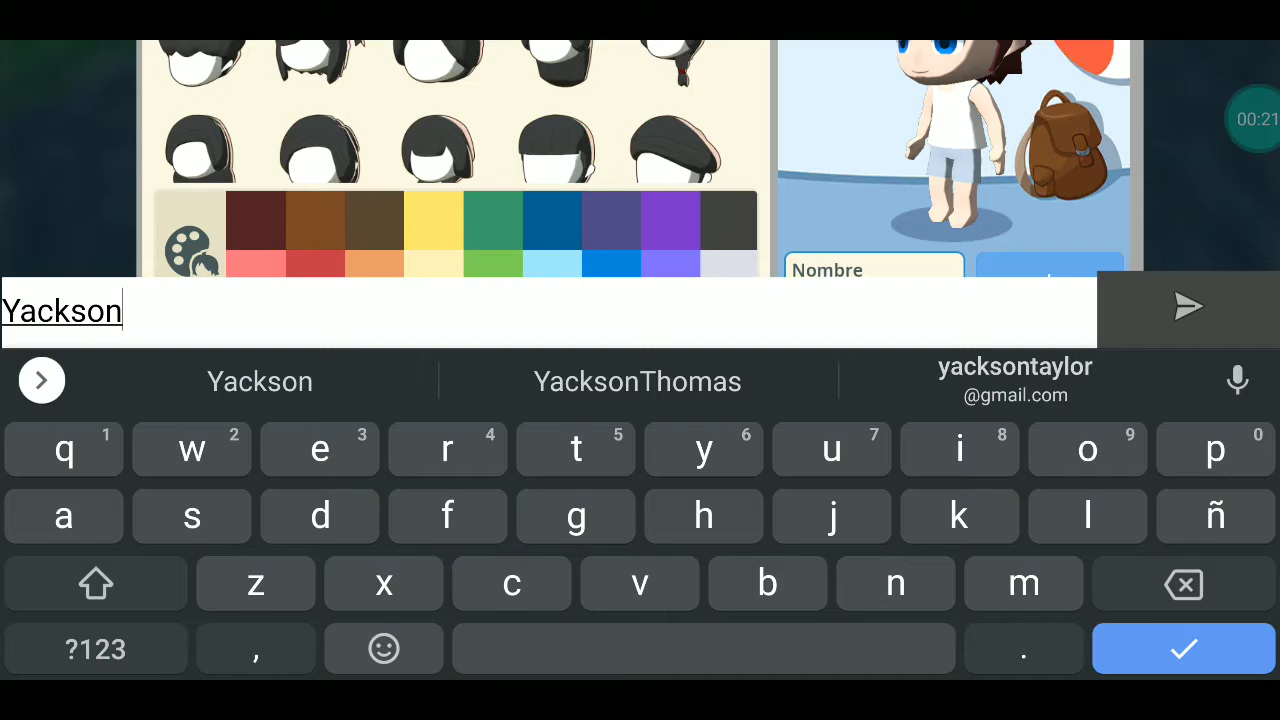 00:21
Nombre
Yackson
Yackson YacksonThomas yacksontaylor
@gmail.com
q 1 w 2 e 3 r 4 t 5 y 6 u 7 i 8 o 9 p 0
a s d f g h j k l ñ
z x c v b n m
?123 , .